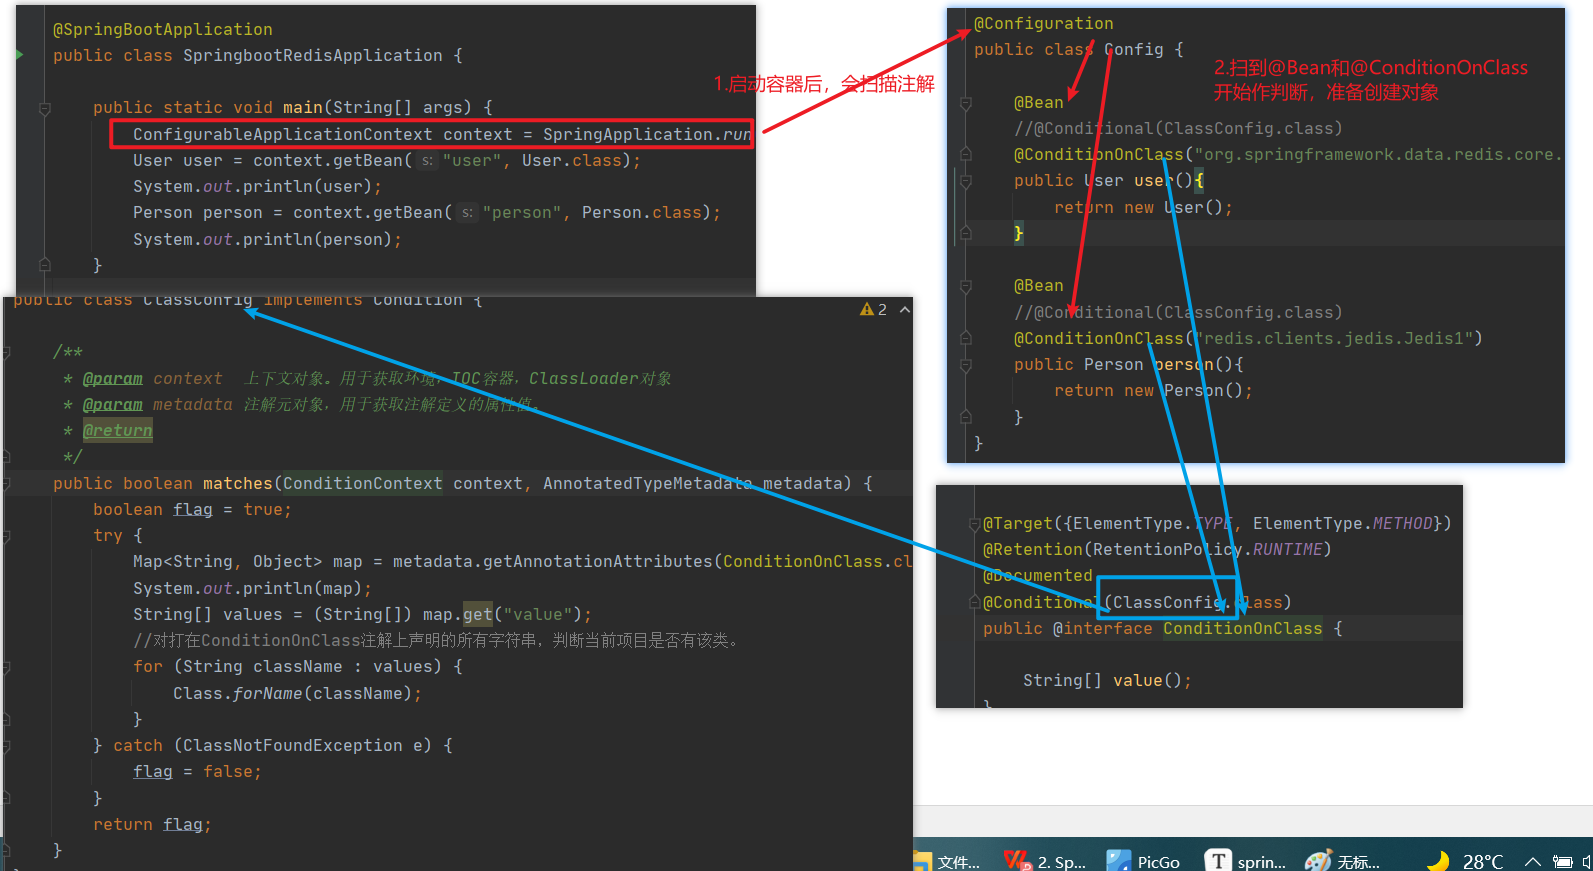 @SpringBootApplication
public class SpringbootRedisApplication {
public static void main(String[] args) {
ConfigurableApplicationContext context = SpringApplication.run
User user = context.getBean( s: "user", User.class);
System.out.println(user);
Person person = context.getBean( s: "person", Person.class);
System.out.println(person);
}
1.启动容器后，会扫描注解
@Configuration
public class Config {
2.扫到@Bean和@ConditionOnClass
开始作判断，准备创建对象
@Bean
//@Conditional(ClassConfig.class)
@ConditionOnClass("org.springframework.data.redis.core.
public User user(){
return new User();
}
@Bean
//@Conditional(ClassConfig.class)
@ConditionOnClass("redis.clients.jedis.Jedis1")
public Person person(){
return new Person();
}
}
public class ClassConfig implements Condition {
2
/**
* @param context 上下文对象。用于获取环境，IOC容器，ClassLoader对象
* @param metadata 注解元对象，用于获取注解定义的属性值。
* @return
*/
public boolean matches(ConditionContext context, AnnotatedTypeMetadata metadata) {
boolean flag = true;
try {
Map<String, Object> map = metadata.getAnnotationAttributes(ConditionOnClass.cl
System.out.println(map);
String[] values = (String[]) map.get("value");
//对打在ConditionOnClass注解上声明的所有字符串，判断当前项目是否有该类。
for (String className : values) {
Class.forName(className);
}
} catch (ClassNotFoundException e) {
flag = false;
}
return flag;
}
@Target({ElementType.TYPE, ElementType.METHOD})
@Retention(RetentionPolicy.RUNTIME)
@Documented
@Conditional(ClassConfig.class)
public @interface ConditionOnClass {
String[] value();
}
文件...
2. Sp...
PicGo
T
sprin...
无标...
28°C